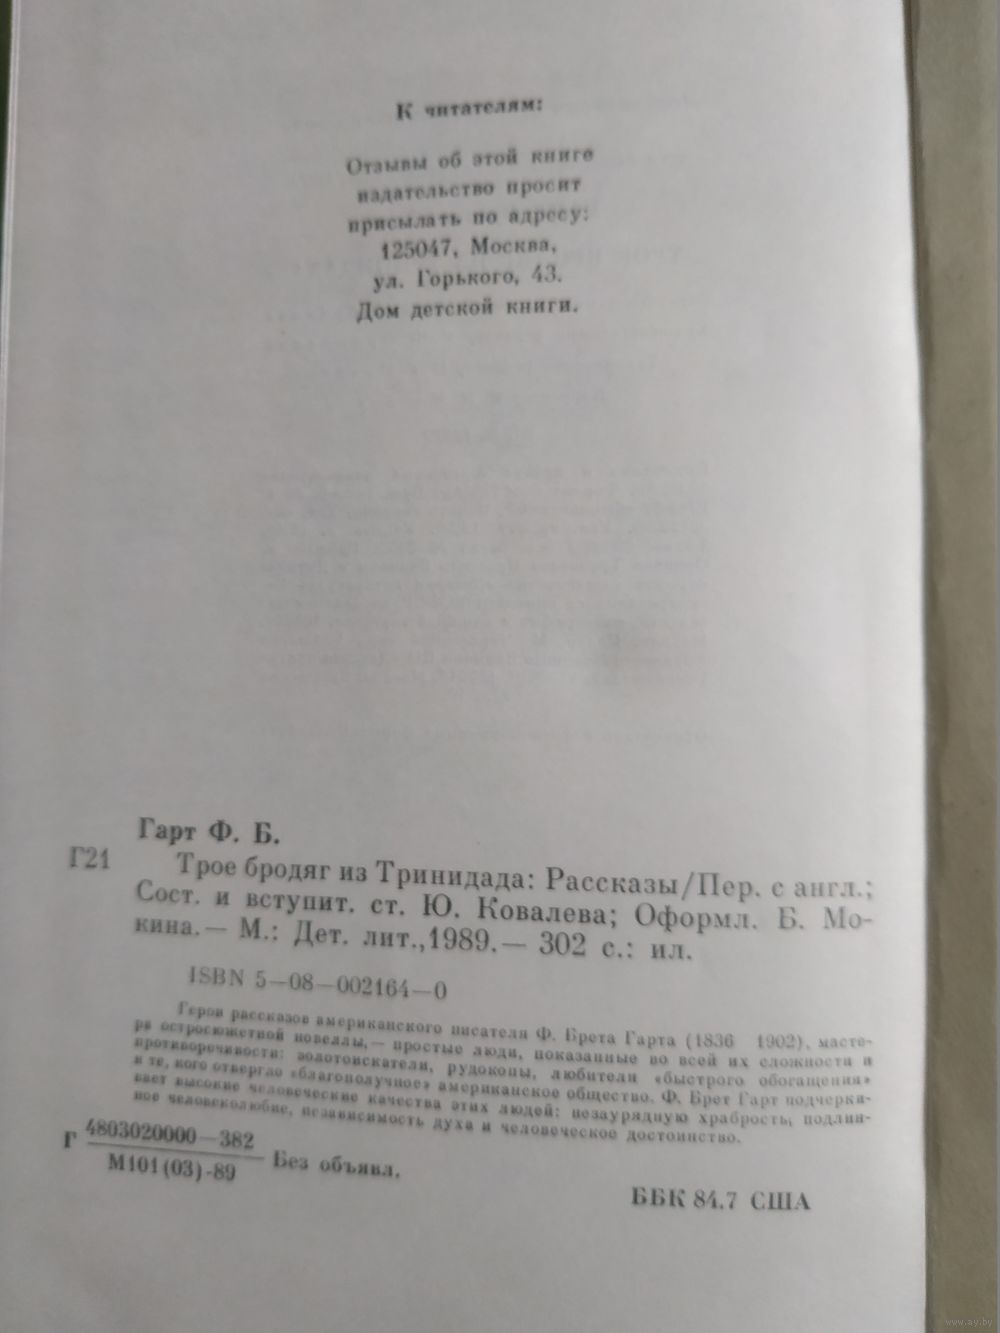 К читателям:
Отзывы об этой книге
издательство просит
присылать по адресу:
125047, Москва,
ул. Горького, 43.
Дом детской книги.
Гарт Ф. Б.
Г21
Трое бродяг из Тринидада: Рассказы/Пер. с англ.;
Сост. и вступит. ст. Ю. Ковалева; Оформл. Б. Мо-
кина.— М.: Дет. лит.,1989.— 302 с.: ил.
ISBN 5—08—002164—0
Герои рассказов американского писателя Ф. Брета Гарта (1836 1902), масте-
ра остросюжетной новеллы,— простые люди, показанные во всей их сложности и
противоречивости: золотоискатели, рудокопы, любители «быстрого обогащения»
и те, кого отвергло «благополучное» американское общество. Ф. Брет Гарт подчерки-
вает высокие человеческие качества этих людей: незаурядную храбрость, подлин-
ное человеколюбие, независимость духа и человеческое достоинство.
Г 4803020000—382
М101(03)-89
Без объявл.
ББК 84.7 США
www.ay.by